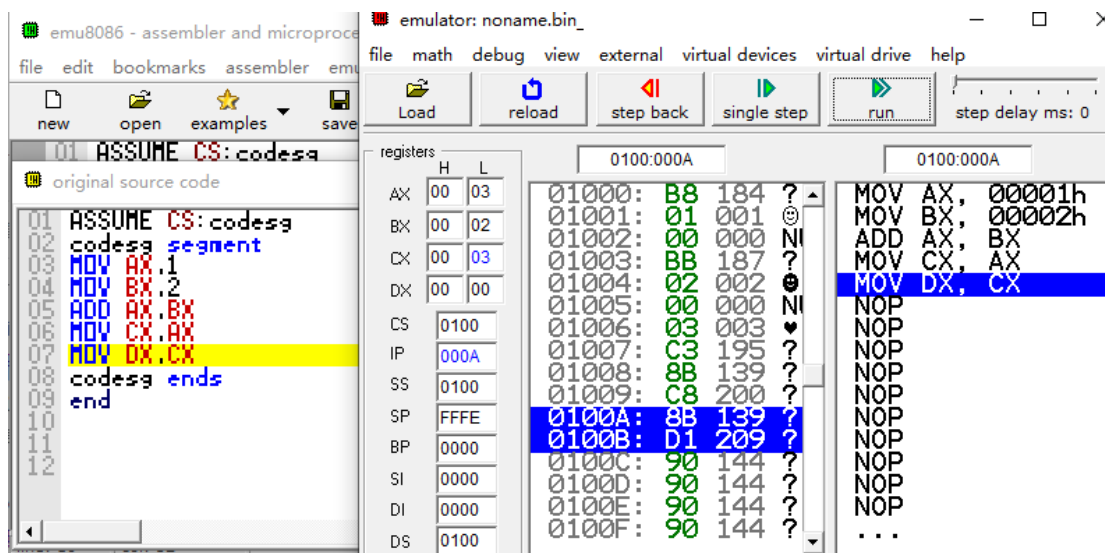 emu8086 - assembler and microproce
file edit bookmarks assembler emu
new open examples save
01 ASSUME CS:codesg
original source code
01 ASSUME CS:codesg
02 codesg segment
03 MOV AX,1
04 MOV BX,2
05 ADD AX,BX
06 MOV CX,AX
07 MOV DX,CX
08 codesg ends
09 end
10
11
12
emulator: noname.bin_
file math debug view external virtual devices virtual drive help
Load reload step back single step run step delay ms: 0
registers
H L
AX 00 03
BX 00 02
CX 00 03
DX 00 00
CS 0100
IP 000A
SS 0100
SP FFFE
BP 0000
SI 0000
DI 0000
DS 0100
0100:000A
01000: B8 184 ?
01001: 01 001 ☺
01002: 00 000 NU
01003: BB 187 ?
01004: 02 002 ☻
01005: 00 000 NU
01006: 03 003 ♥
01007: C3 195 ?
01008: 8B 139 ?
01009: C8 200 ?
0100A: 8B 139 ?
0100B: D1 209 ?
0100C: 90 144 ?
0100D: 90 144 ?
0100E: 90 144 ?
0100F: 90 144 ?
0100:000A
MOV AX, 00001h
MOV BX, 00002h
ADD AX, BX
MOV CX, AX
MOV DX, CX
NOP
NOP
NOP
NOP
NOP
NOP
NOP
NOP
NOP
NOP
...